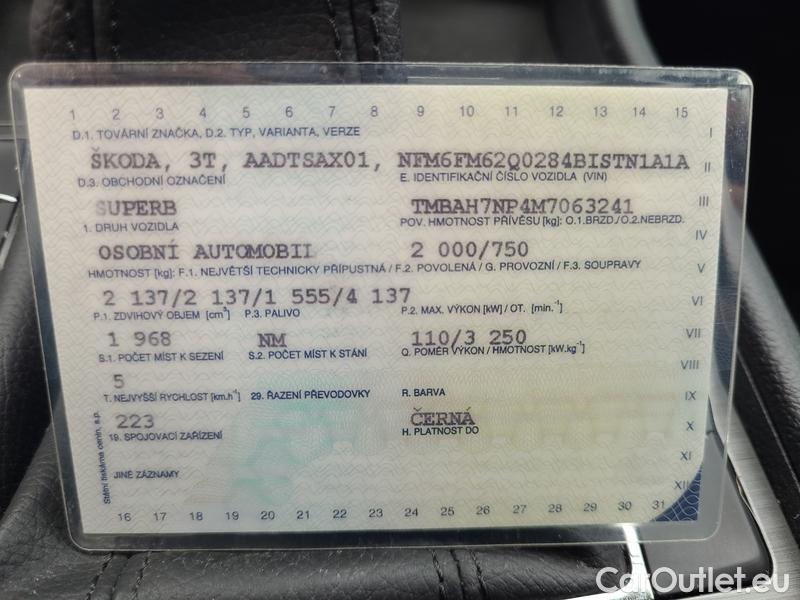 1 2 3 4 5 6 7 8 9 10 11 12 13 14 15
D.1. TOVÁRNÍ ZNAČKA, D.2. TYP, VARIANTA, VERZE I
ŠKODA, 3T, AADTSAX01, NFM6FM62Q0284BISTN1A1A II
D.3. OBCHODNÍ OZNAČENÍ E. IDENTIFIKAČNÍ ČÍSLO VOZIDLA (VIN)
SUPERB TMBAH7NP4M7063241 III
1. DRUH VOZIDLA POV. HMOTNOST PŘÍVĚSU [kg]: O.1.BRZD./O.2.NEBRZD.
OSOBNÍ AUTOMOBIL 2 000/750 IV
HMOTNOST [kg]: F.1. NEJVĚTŠÍ TECHNICKY PŘÍPUSTNÁ / F.2. POVOLENÁ / G. PROVOZNÍ / F.3. SOUPRAVY V
2 137/2 137/1 555/4 137 VI
P.1. ZDVIHOVÝ OBJEM [cm³] P.3. PALIVO P.2. MAX. VÝKON [kW] / OT. [min.⁻¹]
1 968 NM 110/3 250 VII
S.1. POČET MÍST K SEZENÍ S.2. POČET MÍST K STÁNÍ Q. POMĚR VÝKON / HMOTNOST [kW.kg⁻¹]
5 VIII
T. NEJVYŠŠÍ RYCHLOST [km.h⁻¹] 29. ŘAZENÍ PŘEVODOVKY R. BARVA IX
223 ČERNÁ X
19. SPOJOVACÍ ZAŘÍZENÍ H. PLATNOST DO
XI
JINÉ ZÁZNAMY
XII
Státní tiskárna cenin, s.p.
16 17 18 19 20 21 22 23 24 25 26 27 28 29 30 31
CarOutlet.eu